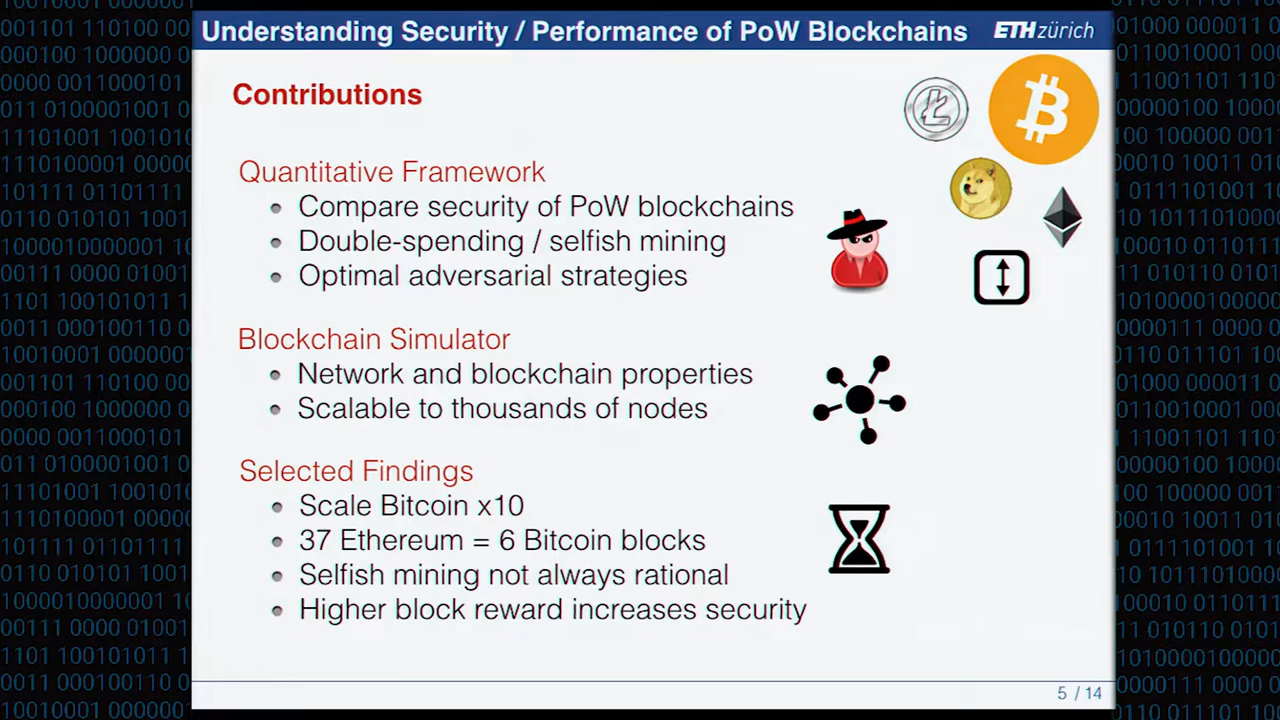 Understanding Security / Performance of PoW Blockchains
ETH zürich
Contributions
Quantitative Framework
Compare security of PoW blockchains
Double-spending / selfish mining
Optimal adversarial strategies
Blockchain Simulator
Network and blockchain properties
Scalable to thousands of nodes
Selected Findings
Scale Bitcoin x10
37 Ethereum = 6 Bitcoin blocks
Selfish mining not always rational
Higher block reward increases security
5 / 14